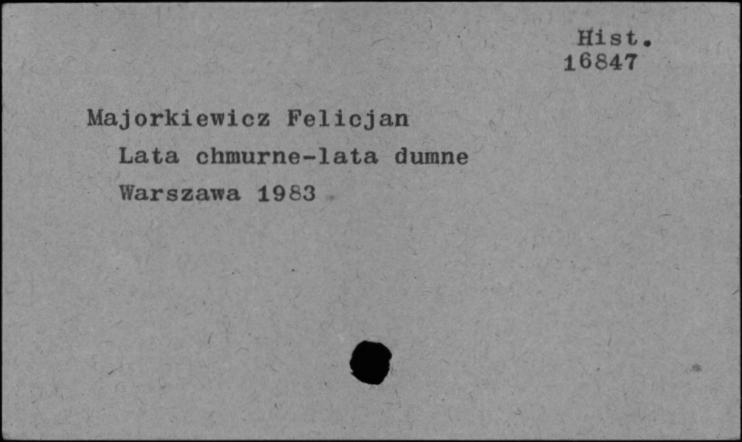 Hist.
16847
Majorkiewicz Felicjan
Lata chmurne-lata dumne
Warszawa 1983